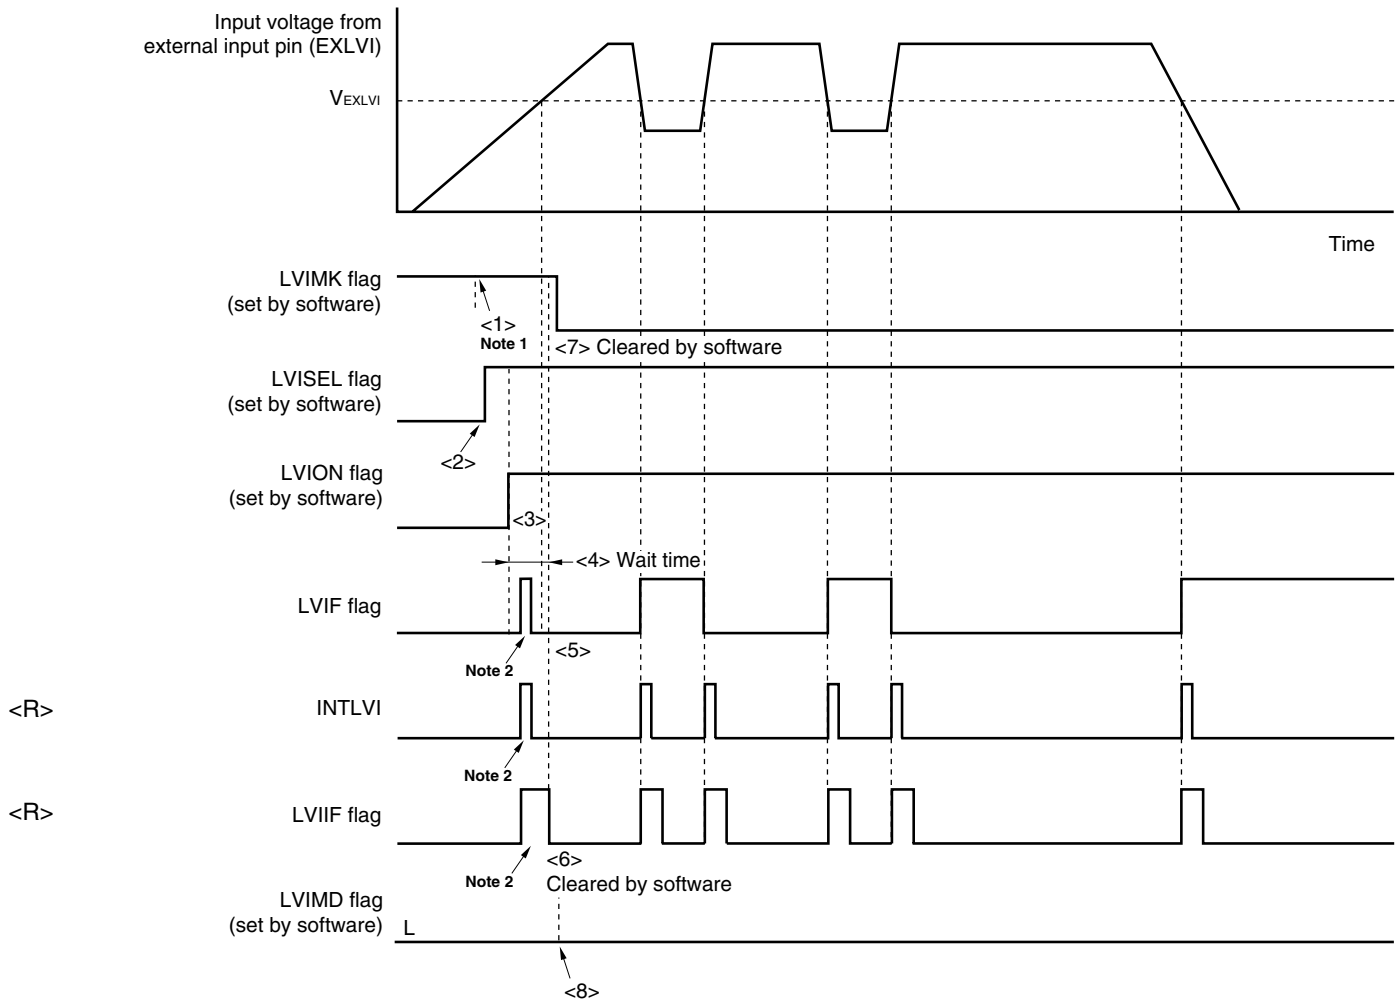 Input voltage from
external input pin (EXLVI)
VEXLVI
Time
LVIMK flag
(set by software)
<1>
Note 1
<7> Cleared by software
LVISEL flag
(set by software)
<2>
LVION flag
(set by software)
<3>
<4> Wait time
LVIF flag
Note 2
<5>
<R>
INTLVI
Note 2
<R>
LVIIF flag
Note 2
<6>
Cleared by software
LVIMD flag
(set by software)
L
<8>